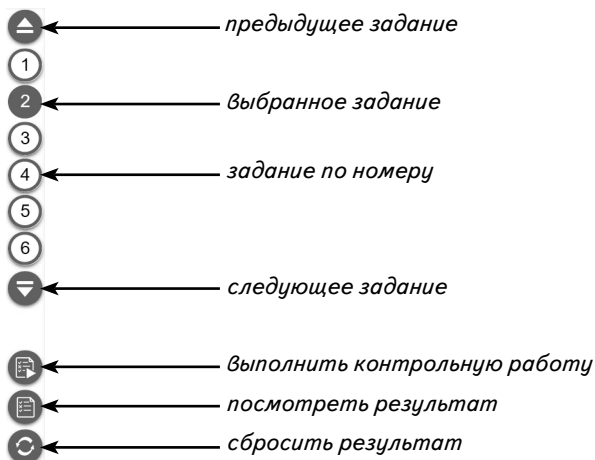 предыдущее задание
1
2
выбранное задание
3
4
задание по номеру
5
6
следующее задание
выполнить контрольную работу
посмотреть результат
сбросить результат